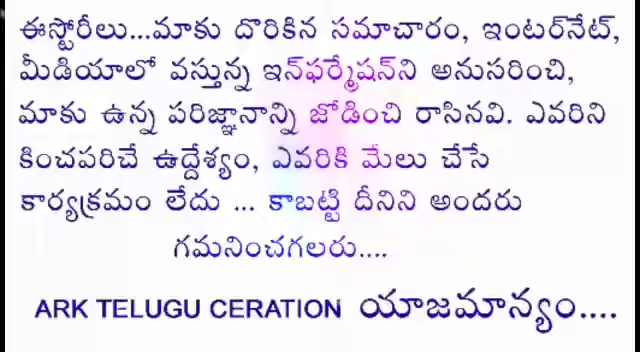 ఈస్టోరీలు...మాకు దొరికిన సమాచారం, ఇంటర్‌నేట్,
మీడియాలో వస్తున్న ఇన్‌ఫర్మేషన్‌ని అనుసరించి,
మాకు ఉన్న పరిజ్ఞానాన్ని జోడించి రాసినవి. ఎవరిని
కించపరిచే ఉద్దేశ్యం, ఎవరికి మేలు చేసే
కార్యక్రమం లేదు ... కాబట్టి దీనిని అందరు
గమనించగలరు....
ARK TELUGU CERATION యాజమాన్యం....